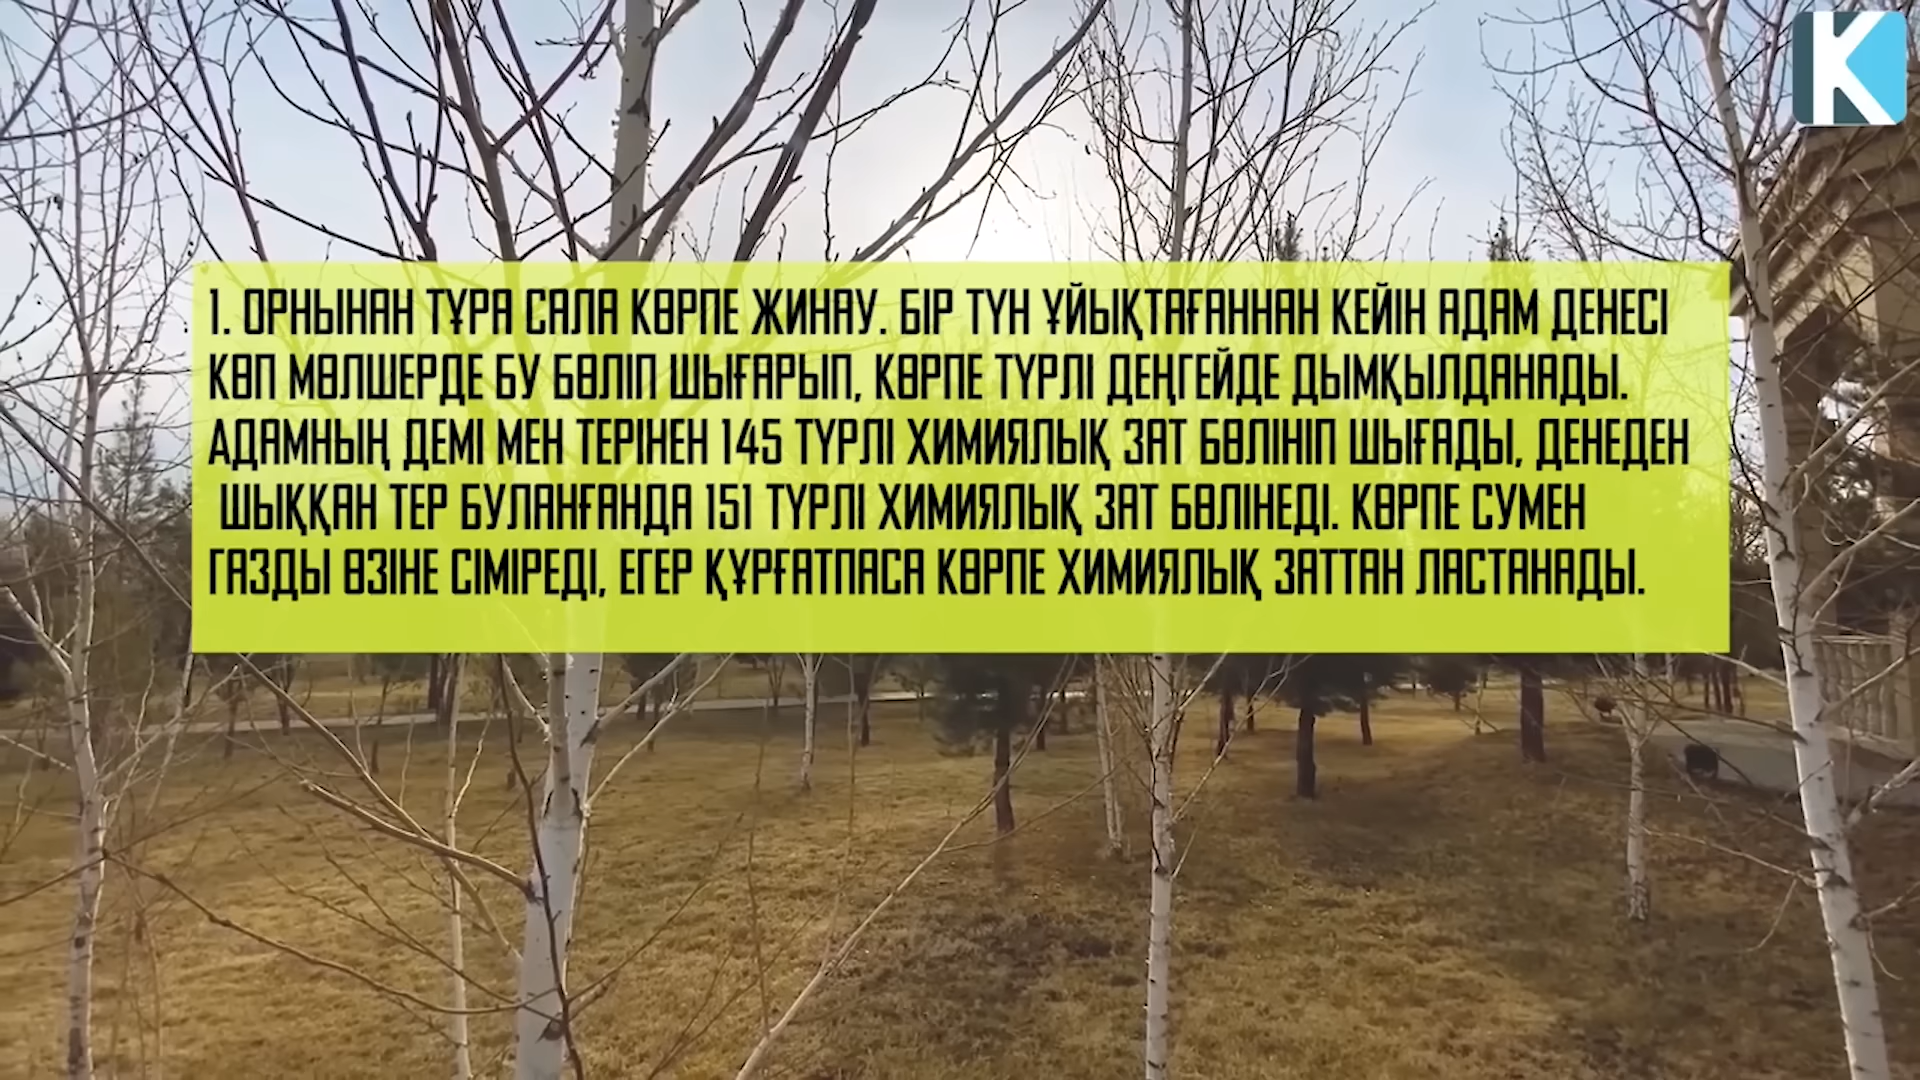 K
1. ОРНЫНАН ТҰРА САЛА КӨРПЕ ЖИНАУ. БІР ТҮН ҰЙЫҚТАҒАННАН КЕЙІН АДАМ ДЕНЕСІ
КӨП МӨЛШЕРДЕ БУ БӨЛІП ШЫҒАРЫП, КӨРПЕ ТҮРЛІ ДЕҢГЕЙДЕ ДЫМҚЫЛДАНАДЫ.
АДАМНЫҢ ДЕМІ МЕН ТЕРІНЕН 145 ТҮРЛІ ХИМИЯЛЫҚ ЗАТ БӨЛІНІП ШЫҒАДЫ, ДЕНЕДЕН
ШЫҚҚАН ТЕР БУЛАНҒАНДА 151 ТҮРЛІ ХИМИЯЛЫҚ ЗАТ БӨЛІНЕДІ. КӨРПЕ СУМЕН
ГАЗДЫ ӨЗІНЕ СІМІРЕДІ, ЕГЕР ҚҰРҒАТПАСА КӨРПЕ ХИМИЯЛЫҚ ЗАТТАН ЛАСТАНАДЫ.